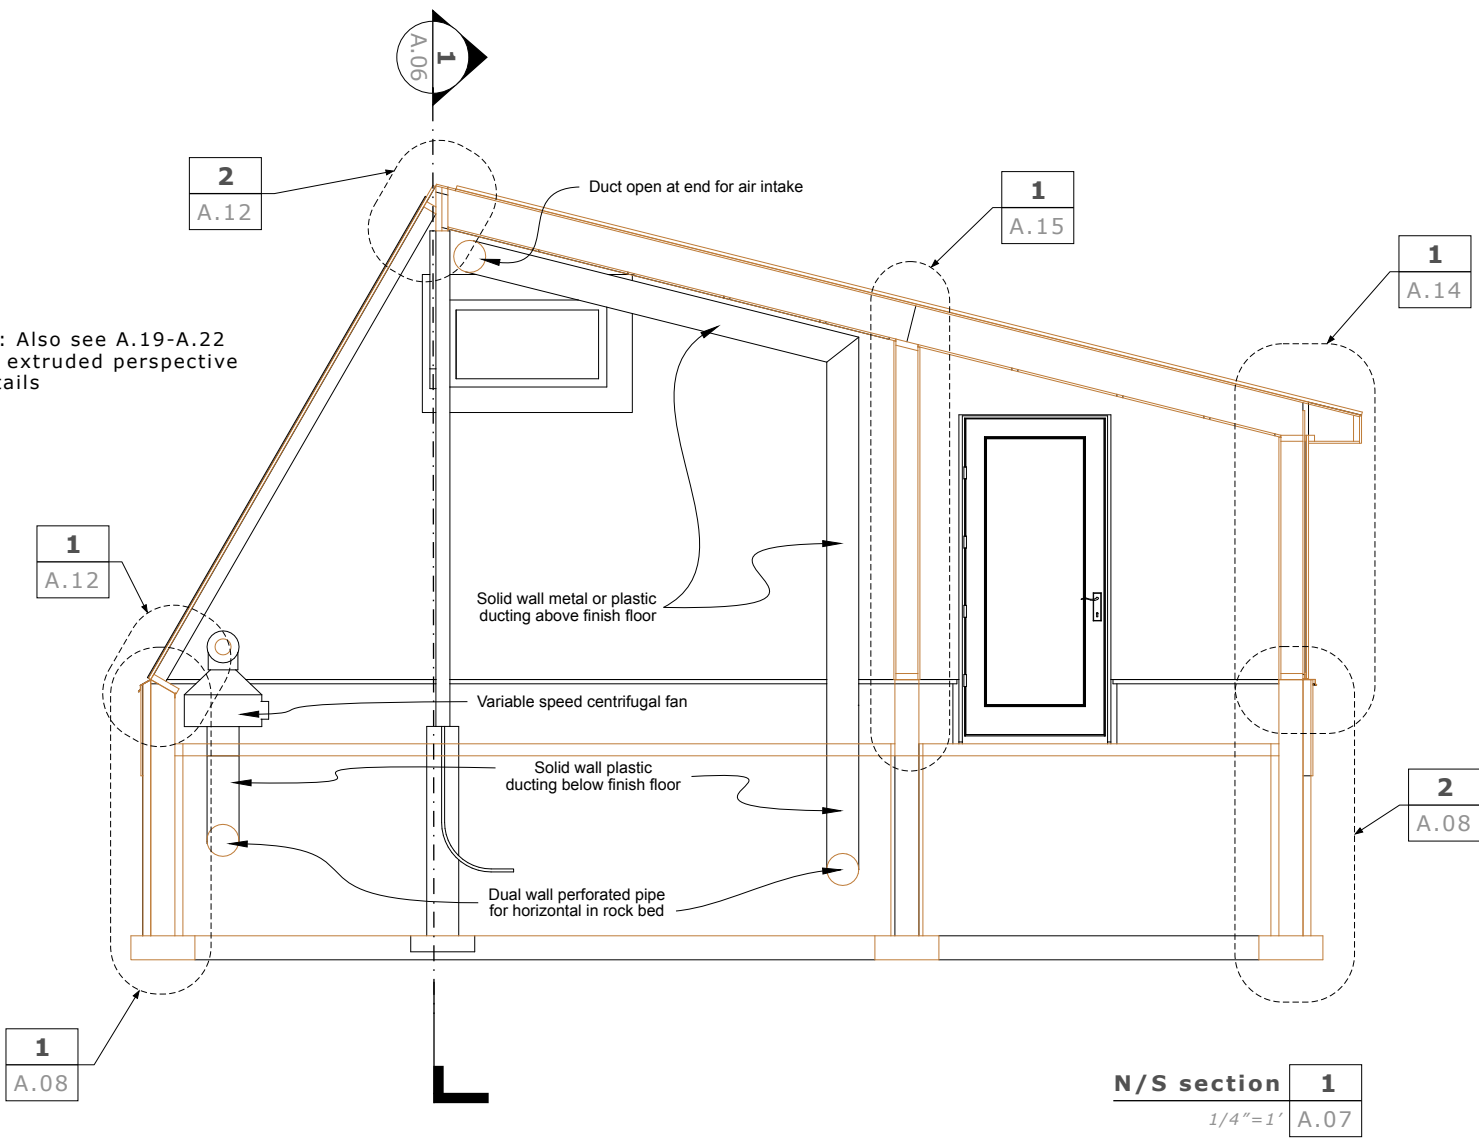 1
A.06
2
A.12
Duct open at end for air intake
1
A.15
1
A.14
: Also see A.19-A.22
extruded perspective
ails
1
A.12
Solid wall metal or plastic
ducting above finish floor
Variable speed centrifugal fan
Solid wall plastic
ducting below finish floor
2
A.08
Dual wall perforated pipe
for horizontal in rock bed
1
A.08
N/S section
1/4"=1'
1
A.07